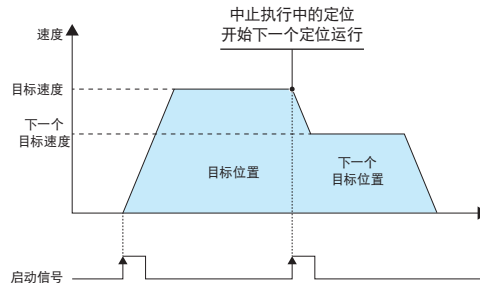 中止执行中的定位
开始下一个定位运行
速度
目标速度
下一个
目标速度
目标位置
下一个
目标位置
启动信号